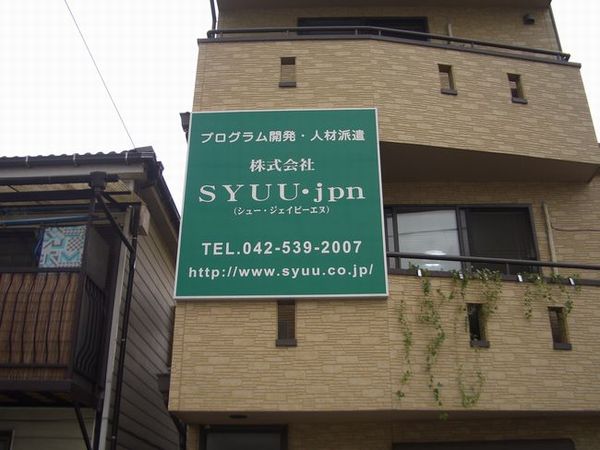 プログラム開発・人材派遣
株式会社
SYUU・jpn
(シュー・ジェイピーエヌ)
TEL.042-539-2007
http://www.syuu.co.jp/